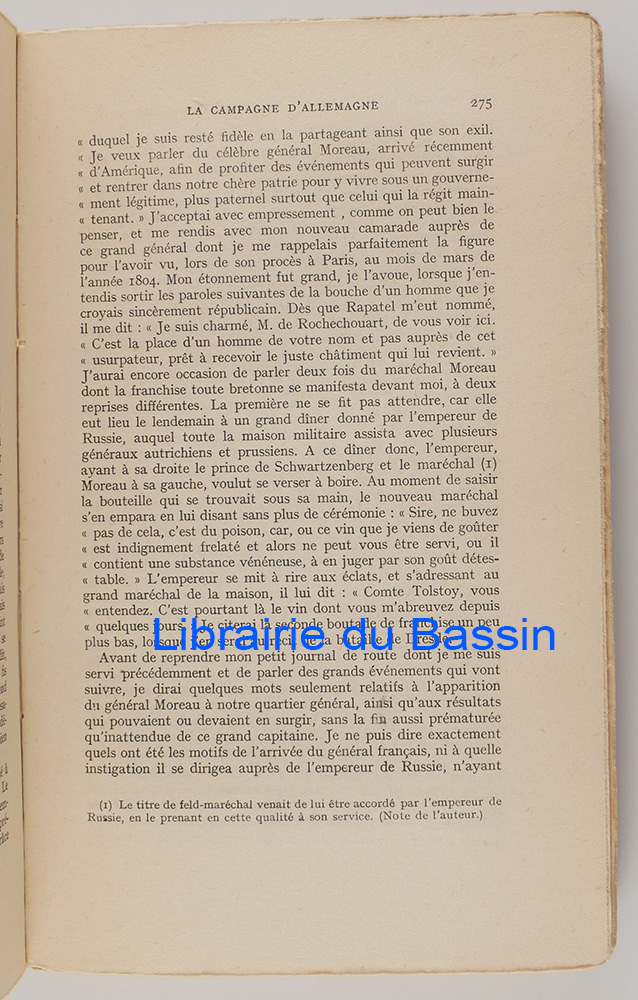 LA CAMPAGNE D'ALLEMAGNE 275
« duquel je suis resté fidèle en la partageant ainsi que son exil.
« Je veux parler du célèbre général Moreau, arrivé récemment
« d'Amérique, afin de profiter des événements qui peuvent surgir
« et rentrer dans notre chère patrie pour y vivre sous un gouverne-
« ment légitime, plus paternel surtout que celui qui la régit main-
« tenant. » J'acceptai avec empressement , comme on peut bien le
penser, et me rendis avec mon nouveau camarade auprès de
ce grand général dont je me rappelais parfaitement la figure
pour l'avoir vu, lors de son procès à Paris, au mois de mars de
l'année 1804. Mon étonnement fut grand, je l'avoue, lorsque j'en-
tendis sortir les paroles suivantes de la bouche d'un homme que je
croyais sincèrement républicain. Dès que Rapatel m'eut nommé,
il me dit : « Je suis charmé, M. de Rochechouart, de vous voir ici.
« C'est la place d'un homme de votre nom et pas auprès de cet
« usurpateur, prêt à recevoir le juste châtiment qui lui revient. »
J'aurai encore occasion de parler deux fois du maréchal Moreau
dont la franchise toute bretonne se manifesta devant moi, à deux
reprises différentes. La première ne se fit pas attendre, car elle
eut lieu le lendemain à un grand dîner donné par l'empereur de
Russie, auquel toute la maison militaire assista avec plusieurs
généraux autrichiens et prussiens. A ce dîner donc, l'empereur,
ayant à sa droite le prince de Schwartzenberg et le maréchal (1)
Moreau à sa gauche, voulut se verser à boire. Au moment de saisir
la bouteille qui se trouvait sous sa main, le nouveau maréchal
s'en empara en lui disant sans plus de cérémonie : « Sire, ne buvez
« pas de cela, c'est du poison, car, ou ce vin que je viens de goûter
« est indignement frelaté et alors ne peut vous être servi, ou il
« contient une substance vénéneuse, à en juger par son goût détes-
« table. » L'empereur se mit à rire aux éclats, et s'adressant au
grand maréchal de la maison, il lui dit : « Comte Tolstoy, vous
« entendez. C'est pourtant là le vin dont vous m'abreuvez depuis
« quelques jours. » Je citerai la seconde boutade de franchise un peu
plus bas, de Dresde
Librairie du Bassin
Avant de reprendre mon petit journal de route dont je me suis
servi précédemment et de parler des grands événements qui vont
suivre, je dirai quelques mots seulement relatifs à l'apparition
du général Moreau à notre quartier général, ainsi qu'aux résultats
qui pouvaient ou devaient en surgir, sans la fin aussi prématurée
qu'inattendue de ce grand capitaine. Je ne puis dire exactement
quels ont été les motifs de l'arrivée du général français, ni à quelle
instigation il se dirigea auprès de l'empereur de Russie, n'ayant
(1) Le titre de feld-maréchal venait de lui être accordé par l'empereur de
Russie, en le prenant en cette qualité à son service. (Note de l'auteur.)